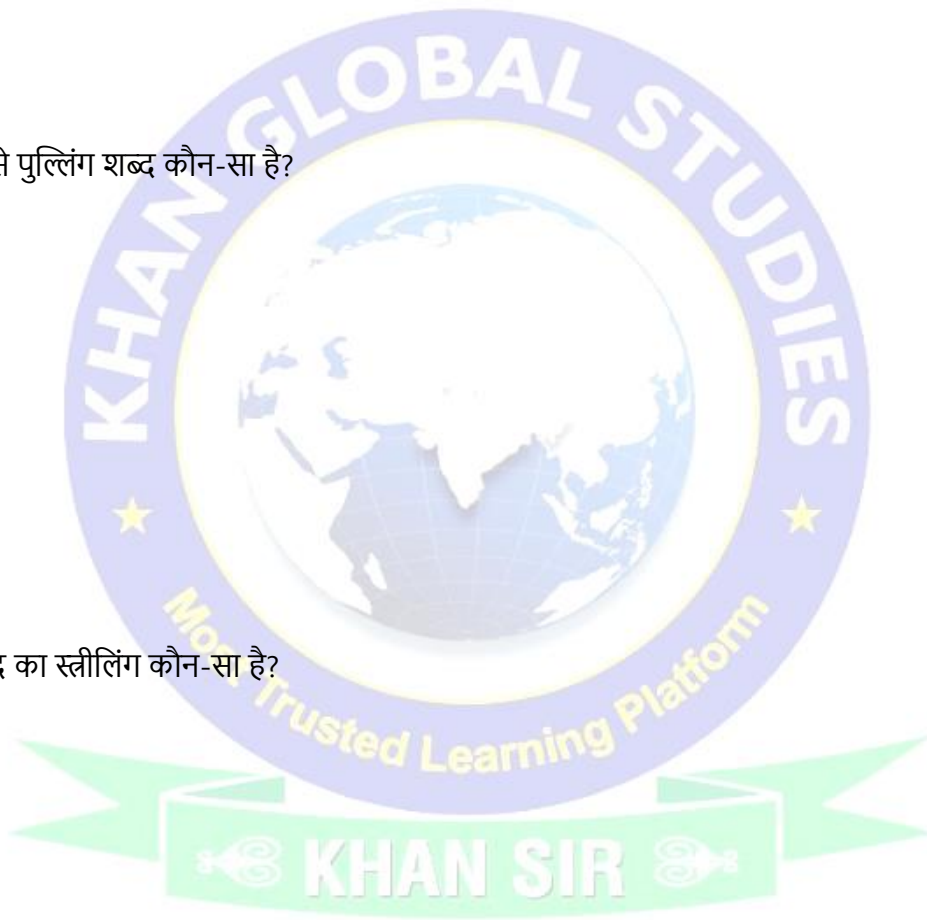 KHAN GLOBAL STUDIES
से पुल्लिंग शब्द कौन-सा है?
का स्त्रीलिंग कौन-सा है?
Most Trusted Learning Platform
KHAN SIR